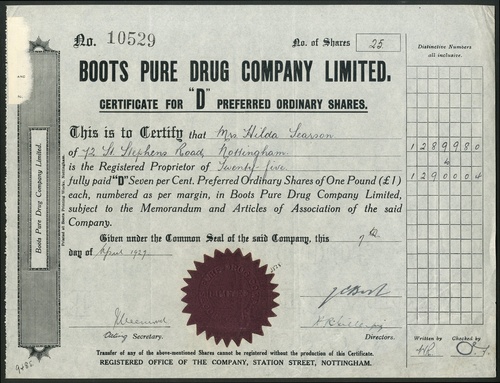 No. 10529
No. of Shares 25
Distinctive Numbers
all inclusive.
BOOTS PURE DRUG COMPANY LIMITED.
CERTIFICATE FOR "D" PREFERRED ORDINARY SHARES.
This is to Certify that Mrs Hilda Searson
of 72 St. Stephens Road, Nottingham
is the Registered Proprietor of Twenty-five
fully paid "D" Seven per Cent. Preferred Ordinary Shares of One Pound (£1)
each, numbered as per margin, in Boots Pure Drug Company Limited,
subject to the Memorandum and Articles of Association of the said
Company.
Given under the Common Seal of the said Company, this 7th
day of April 1927
1289980
to
1290004
Acting Secretary.
Directors.
Written by Checked by
HR
Transfer of any of the above-mentioned Shares cannot be registered without the production of this Certificate.
REGISTERED OFFICE OF THE COMPANY, STATION STREET, NOTTINGHAM.
Boots Pure Drug Company Limited.
AND